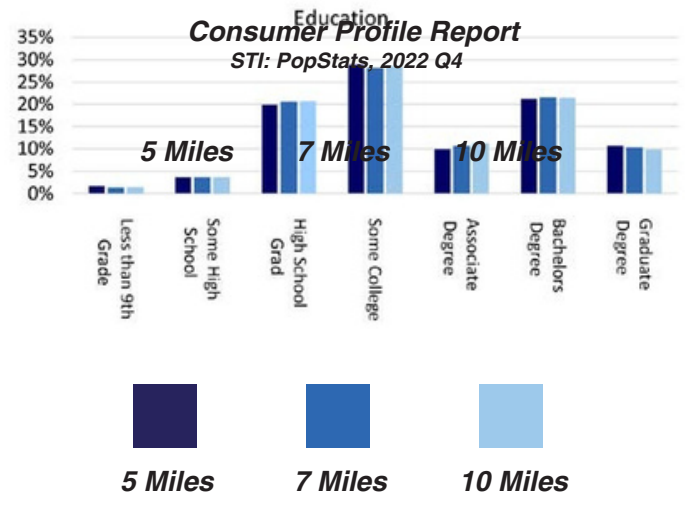 Education
Consumer Profile Report
STI: PopStats, 2022 Q4
35%
30%
25%
20%
15%
10%
5%
0%
5 Miles 7 Miles 10 Miles
Less than 9th
Grade
Some High
School
High School
Grad
Some College
Associate
Degree
Bachelors
Degree
Graduate
Degree
5 Miles 7 Miles 10 Miles